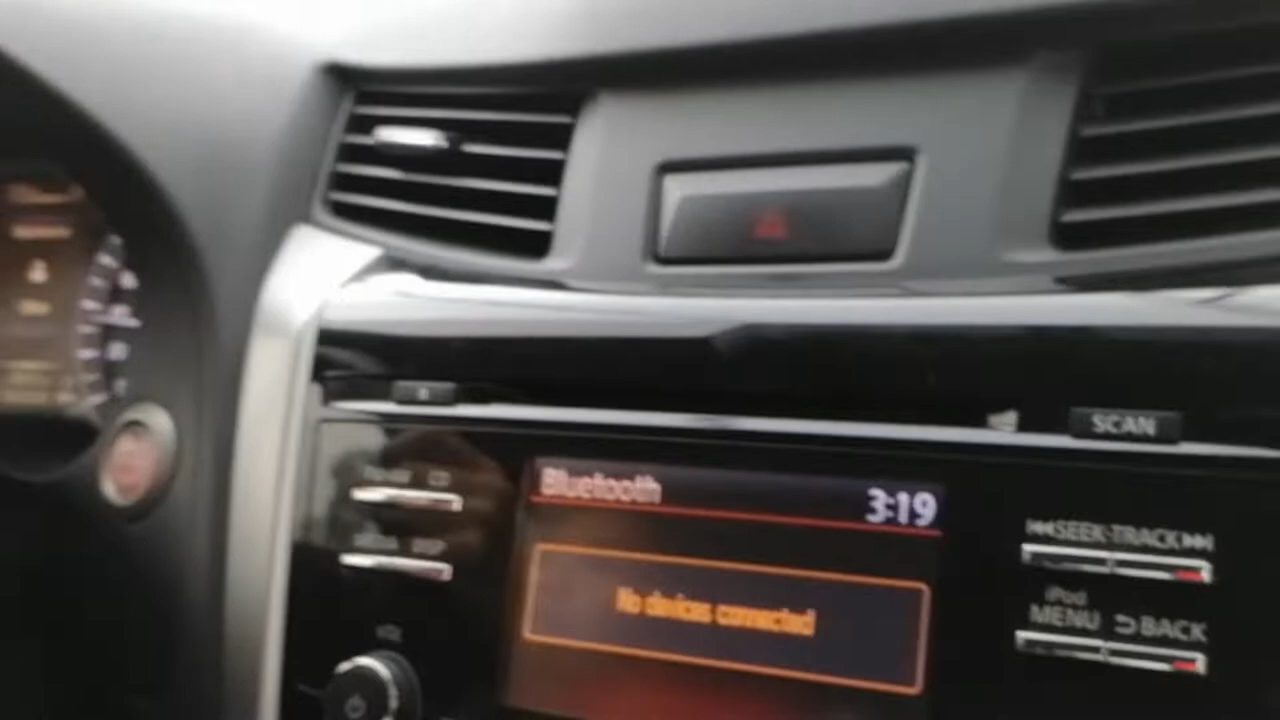 SCAN
Bluetooth
3:19
No devices connected
SEEK·TRACK
iPod
MENU BACK